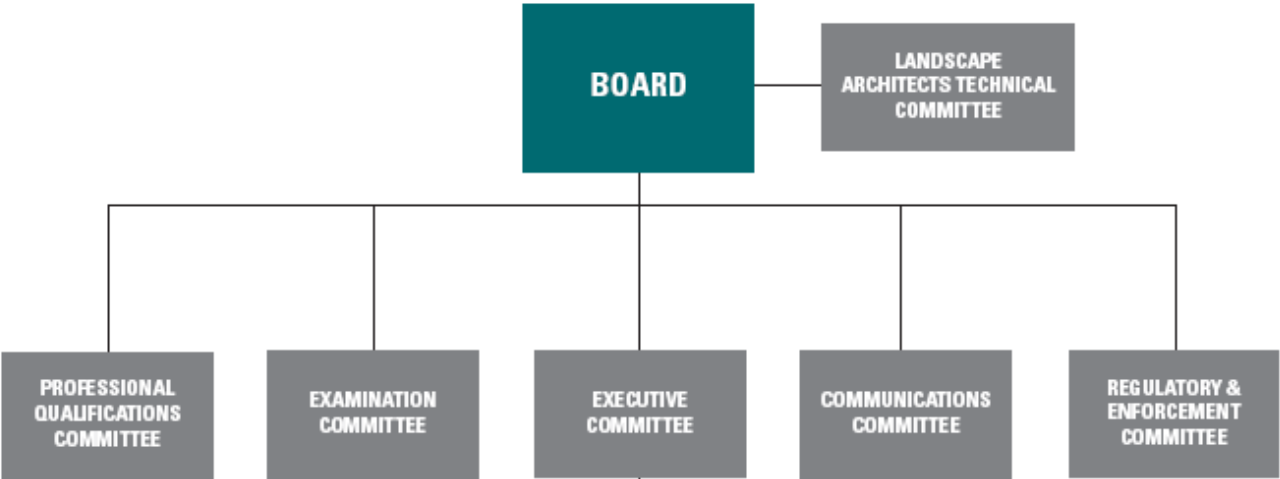 BOARD
LANDSCAPE
ARCHITECTS TECHNICAL
COMMITTEE
PROFESSIONAL
QUALIFICATIONS
COMMITTEE
EXAMINATION
COMMITTEE
EXECUTIVE
COMMITTEE
COMMUNICATIONS
COMMITTEE
REGULATORY &
ENFORCEMENT
COMMITTEE